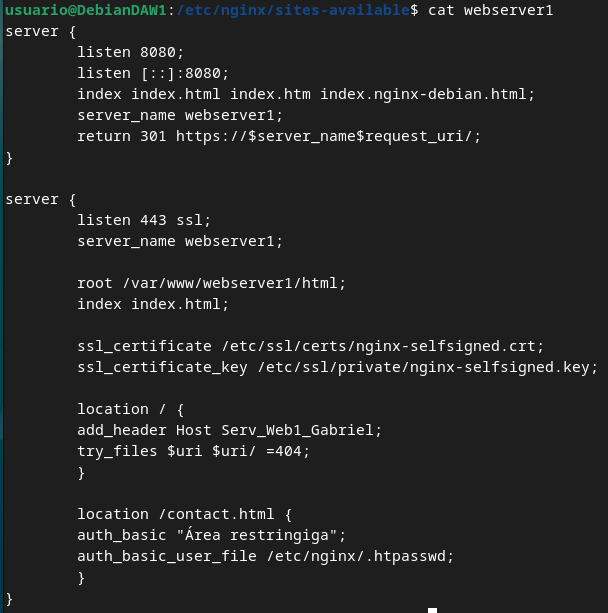 usuario@DebianDAW1:/etc/nginx/sites-available$ cat webserver1
server {
        listen 8080;
        listen [::]:8080;
        index index.html index.htm index.nginx-debian.html;
        server_name webserver1;
        return 301 https://$server_name$request_uri/;
}

server {
        listen 443 ssl;
        server_name webserver1;

        root /var/www/webserver1/html;
        index index.html;

        ssl_certificate /etc/ssl/certs/nginx-selfsigned.crt;
        ssl_certificate_key /etc/ssl/private/nginx-selfsigned.key;

        location / {
        add_header Host Serv_Web1_Gabriel;
        try_files $uri $uri/ =404;
        }

        location /contact.html {
        auth_basic "Área restringiga";
        auth_basic_user_file /etc/nginx/.htpasswd;
        }
}